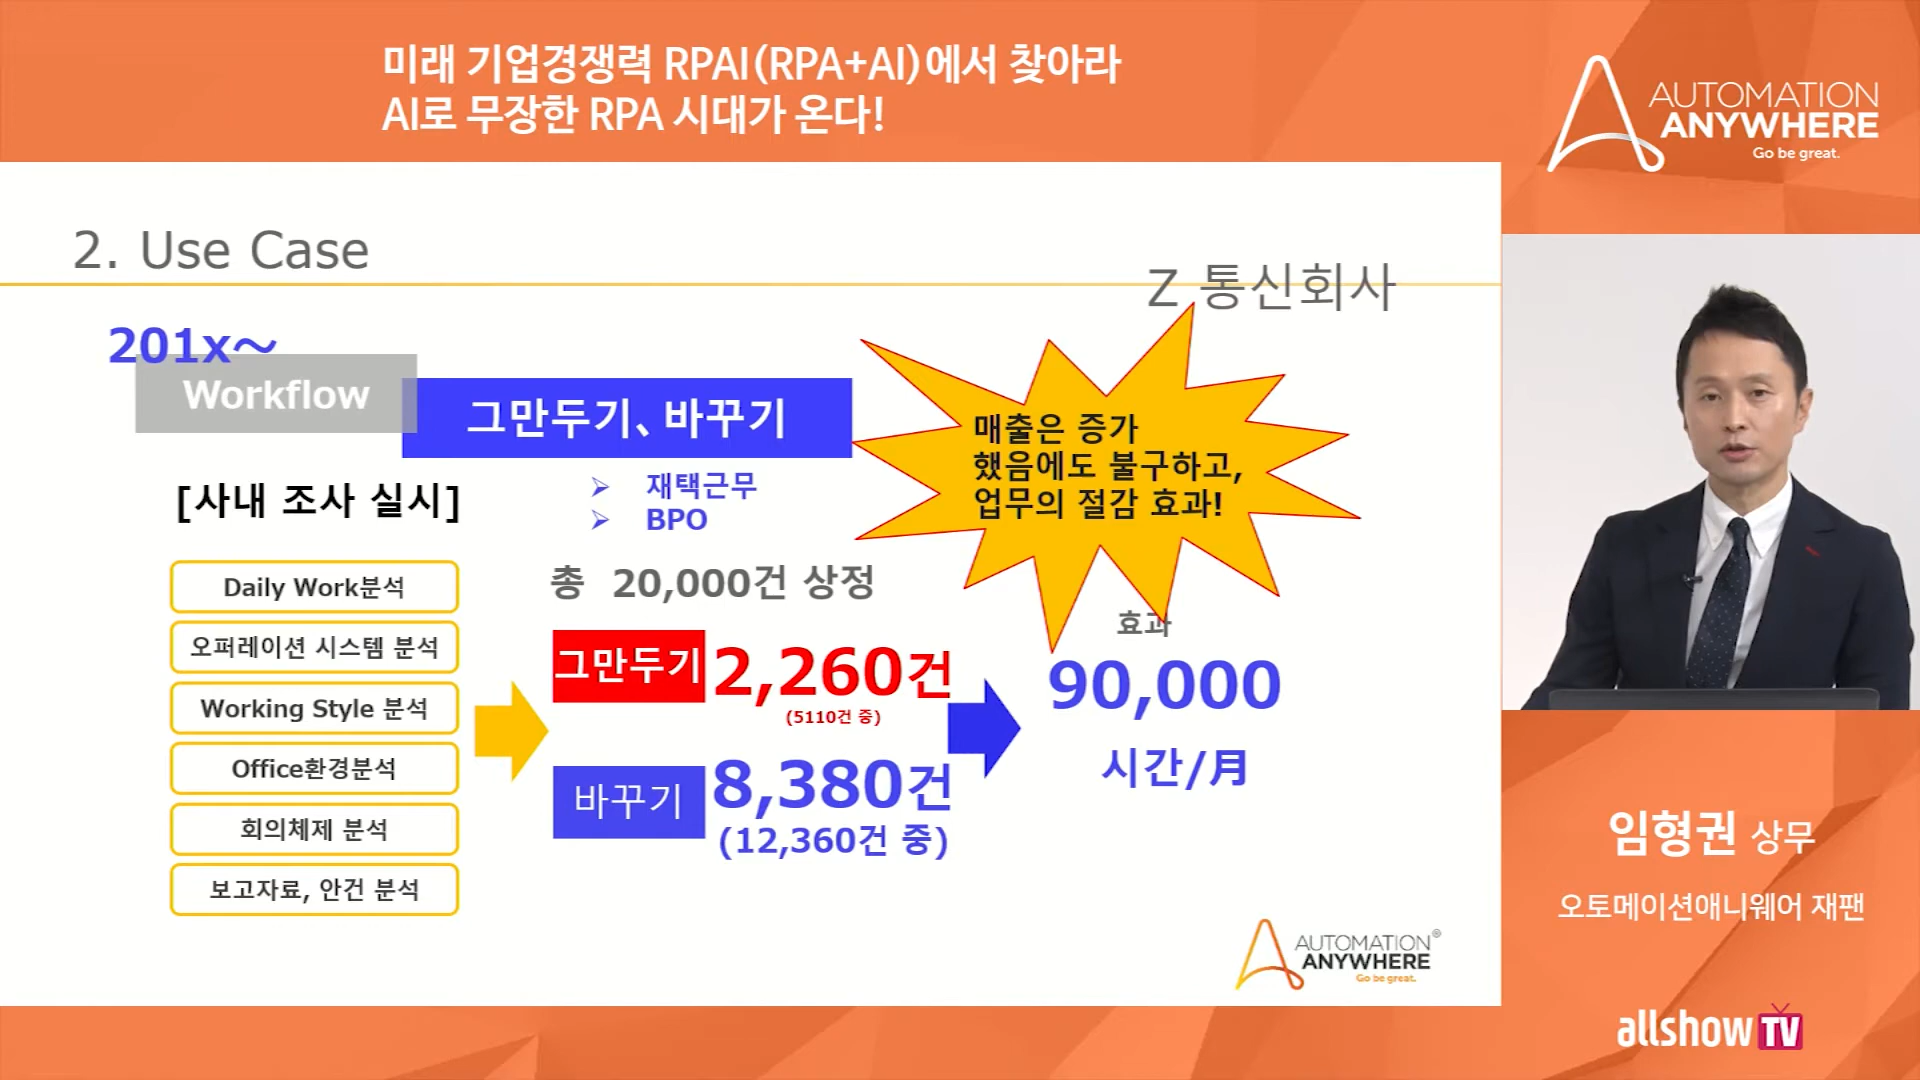 미래 기업경쟁력 RPAI(RPA+AI)에서 찾아라
AI로 무장한 RPA 시대가 온다!
AUTOMATION
ANYWHERE
Go be great.
2. Use Case
Z 통신회사
201x～
Workflow
그만두기、바꾸기
[사내 조사 실시]
➢ 재택근무
➢ BPO
매출은 증가
했음에도 불구하고,
업무의 절감 효과!
Daily Work분석
오퍼레이션 시스템 분석
Working Style 분석
Office환경분석
회의체제 분석
보고자료, 안건 분석
총 20,000건 상정
그만두기 2,260건
(5110건 중)
바꾸기 8,380건
(12,360건 중)
효과
90,000
시간/月
AUTOMATION®
ANYWHERE
Go be great.
임형권 상무
오토메이션애니웨어 재팬
allshowTV